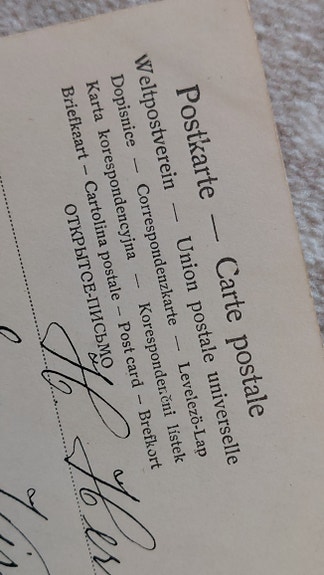 Postkarte — Carte postale
Weltpostverein — Union postale universelle
Dopisnice — Correspondenzkarte — Levelező-Lap
Karta korespondencyjna — Korespondenční lístek
Briefkaart — Cartolina postale — Post card — Brefkort
ОТКРЫТСЕ-ПИСЬМО